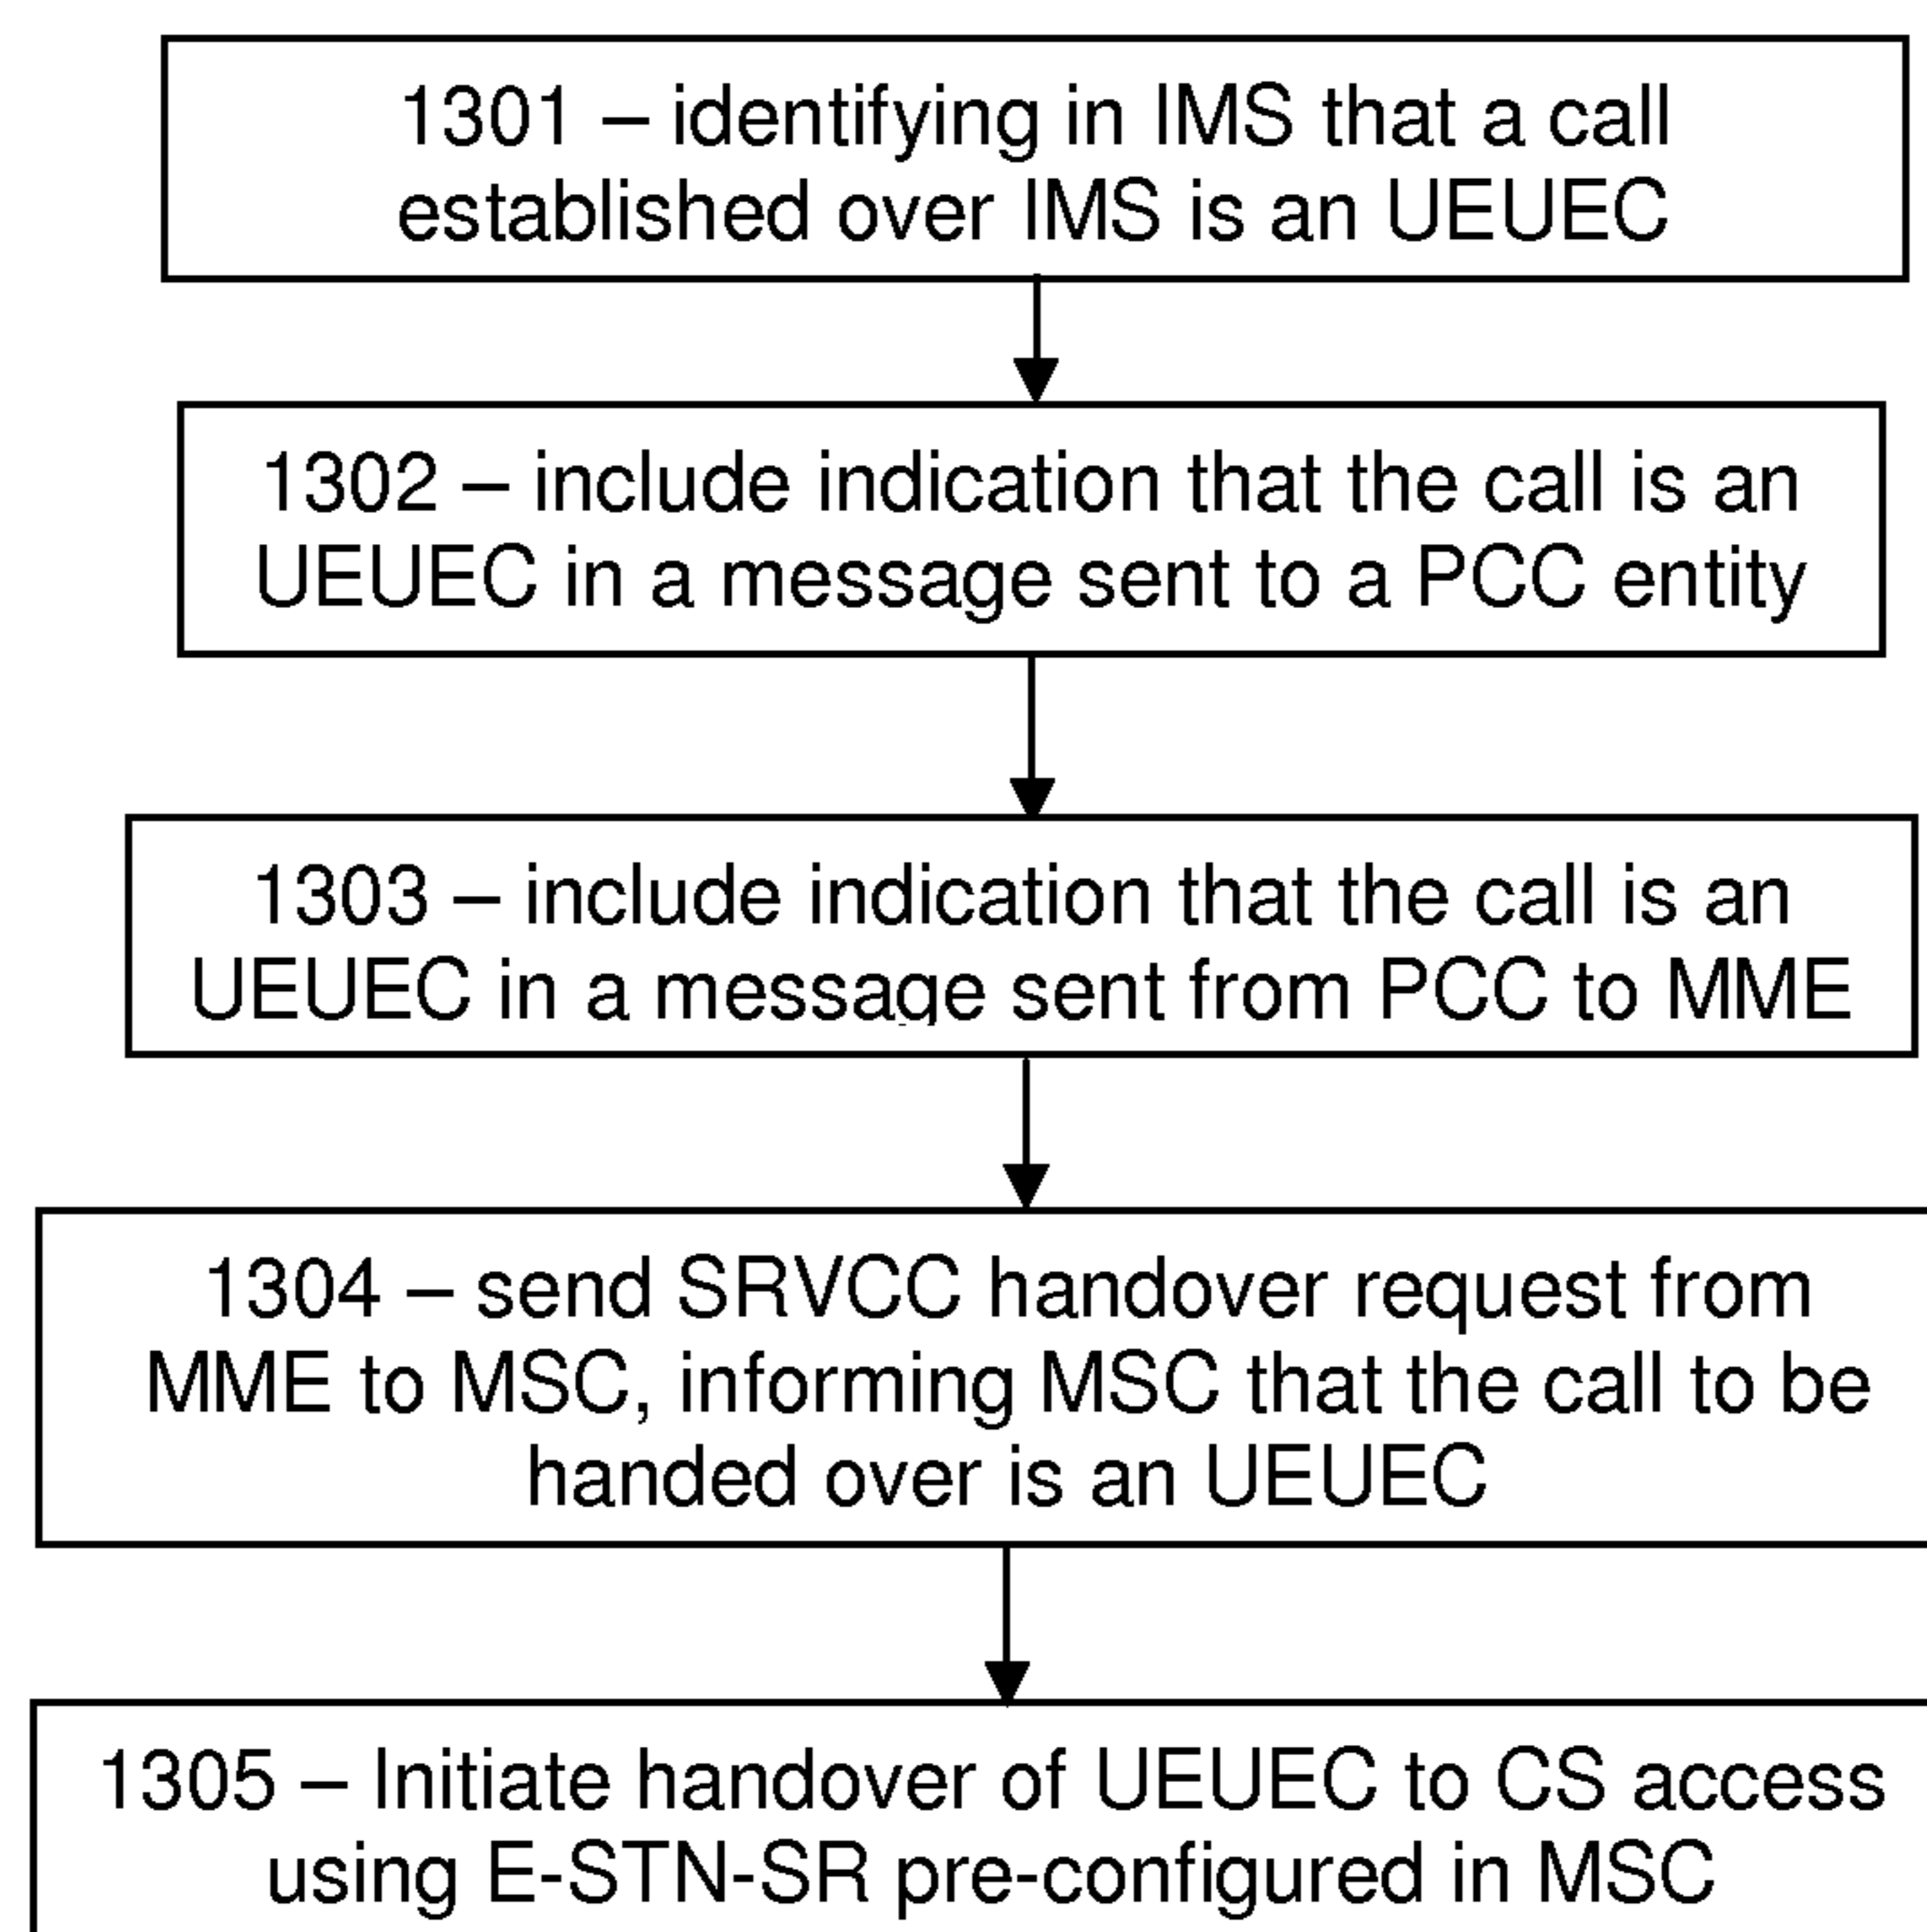 1301 – identifying in IMS that a call
established over IMS is an UEUEC
1302 – include indication that the call is an
UEUEC in a message sent to a PCC entity
1303 – include indication that the call is an
UEUEC in a message sent from PCC to MME
1304 – send SRVCC handover request from
MME to MSC, informing MSC that the call to be
handed over is an UEUEC
1305 – Initiate handover of UEUEC to CS access
using E-STN-SR pre-configured in MSC